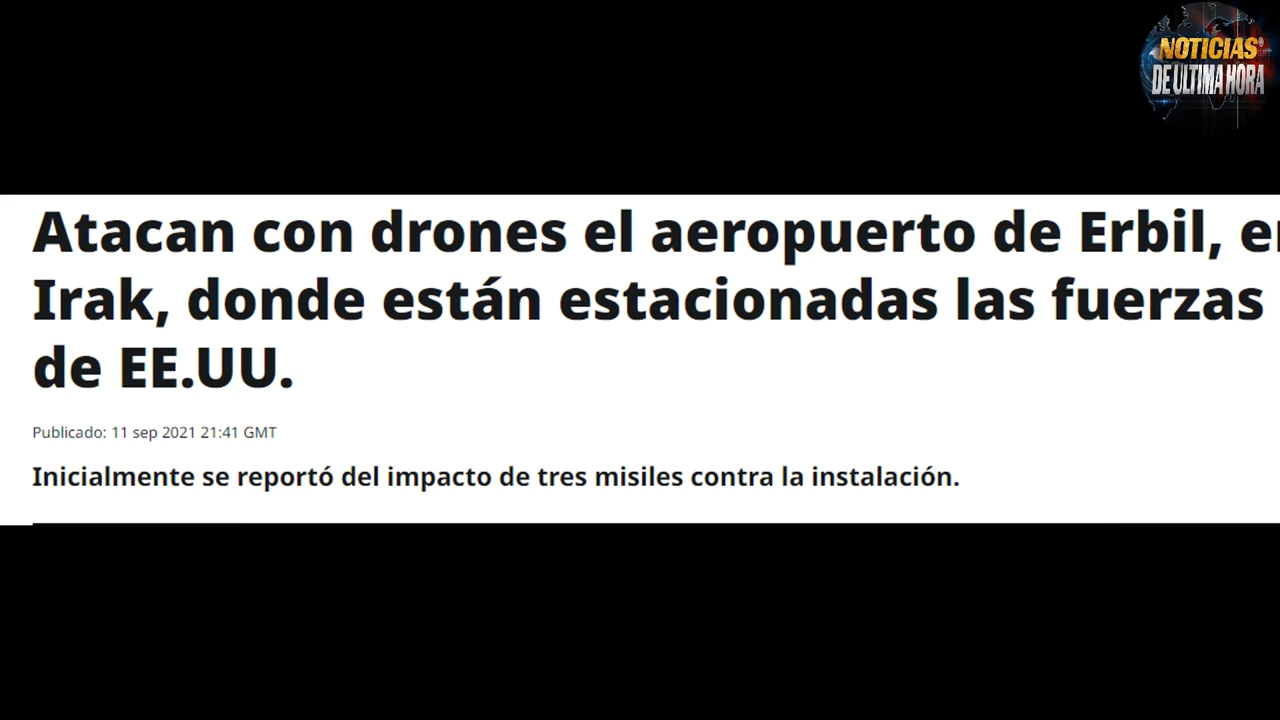 NOTICIAS®
DE ULTIMA HORA
Atacan con drones el aeropuerto de Erbil,
Irak, donde están estacionadas las fuerzas
de EE.UU.
Publicado: 11 sep 2021 21:41 GMT
Inicialmente se reportó del impacto de tres misiles contra la instalación.